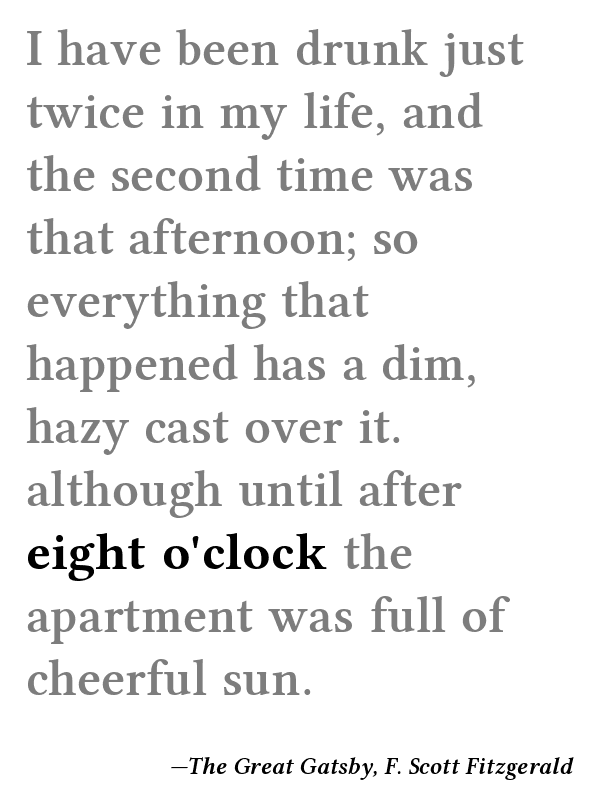 I have been drunk just
twice in my life, and
the second time was
that afternoon; so
everything that
happened has a dim,
hazy cast over it.
although until after
eight o'clock the
apartment was full of
cheerful sun.
—The Great Gatsby, F. Scott Fitzgerald